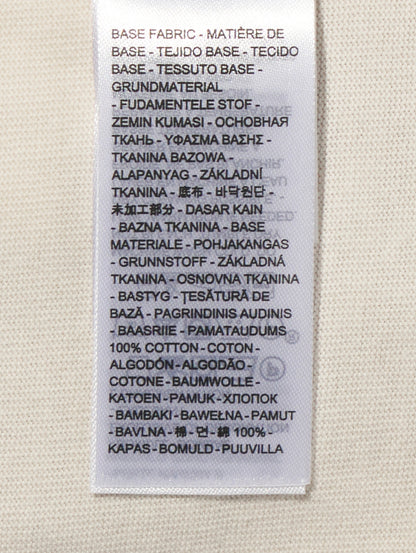 BASE FABRIC - MATIÈRE DE
BASE - TEJIDO BASE - TECIDO
BASE - TESSUTO BASE -
GRUNDMATERIAL
- FUDAMENTELE STOF -
ZEMIN KUMASI - ОСНОВНАЯ
ТКАНЬ - ΥΦΑΣΜΑ ΒΑΣΗΣ -
TKANINA BAZOWA -
ALAPANYAG - ZÁKLADNÍ
TKANINA - 底布 - 바닥원단 -
未加工部分 - DASAR KAIN
- BAZNA TKANINA - BASE
MATERIALE - POHJAKANGAS
- GRUNNSTOFF - ZÁKLADNÁ
TKANINA - OSNOVNA TKANINA
- BASTYG - ŢESĂTURĂ DE
BAZĂ - PAGRINDINIS AUDINIS
- BAASRIIE - PAMATAUDUMS
100% COTTON - COTON -
ALGODÓN - ALGODÃO -
COTONE - BAUMWOLLE -
KATOEN - PAMUK - ХЛОПОК
- BAMBAKI - BAWEŁNA - PAMUT
- BAVLNA - 棉 - 면 - 綿 100% -
KAPAS - BOMULD - PUUVILLA